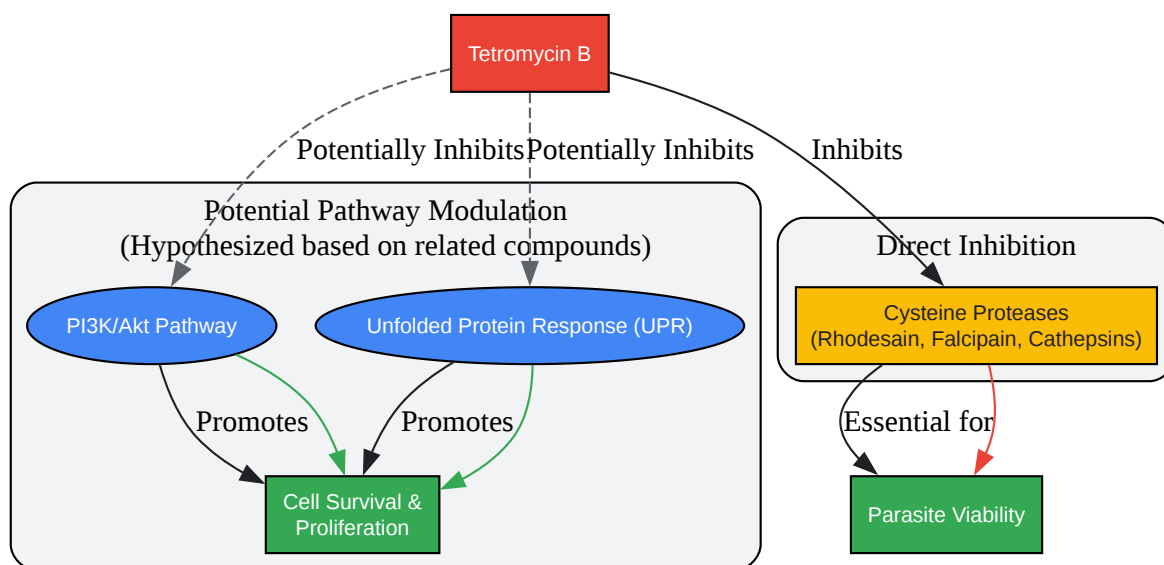 Tetromycin B
Potentially Inhibits
Potentially Inhibits
Inhibits
Potential Pathway Modulation
(Hypothesized based on related compounds)
Direct Inhibition
PI3K/Akt Pathway
Unfolded Protein Response (UPR)
Cysteine Proteases
(Rhodesain, Falcipain, Cathepsins)
Promotes
Promotes
Essential for
Cell Survival &
Proliferation
Parasite Viability